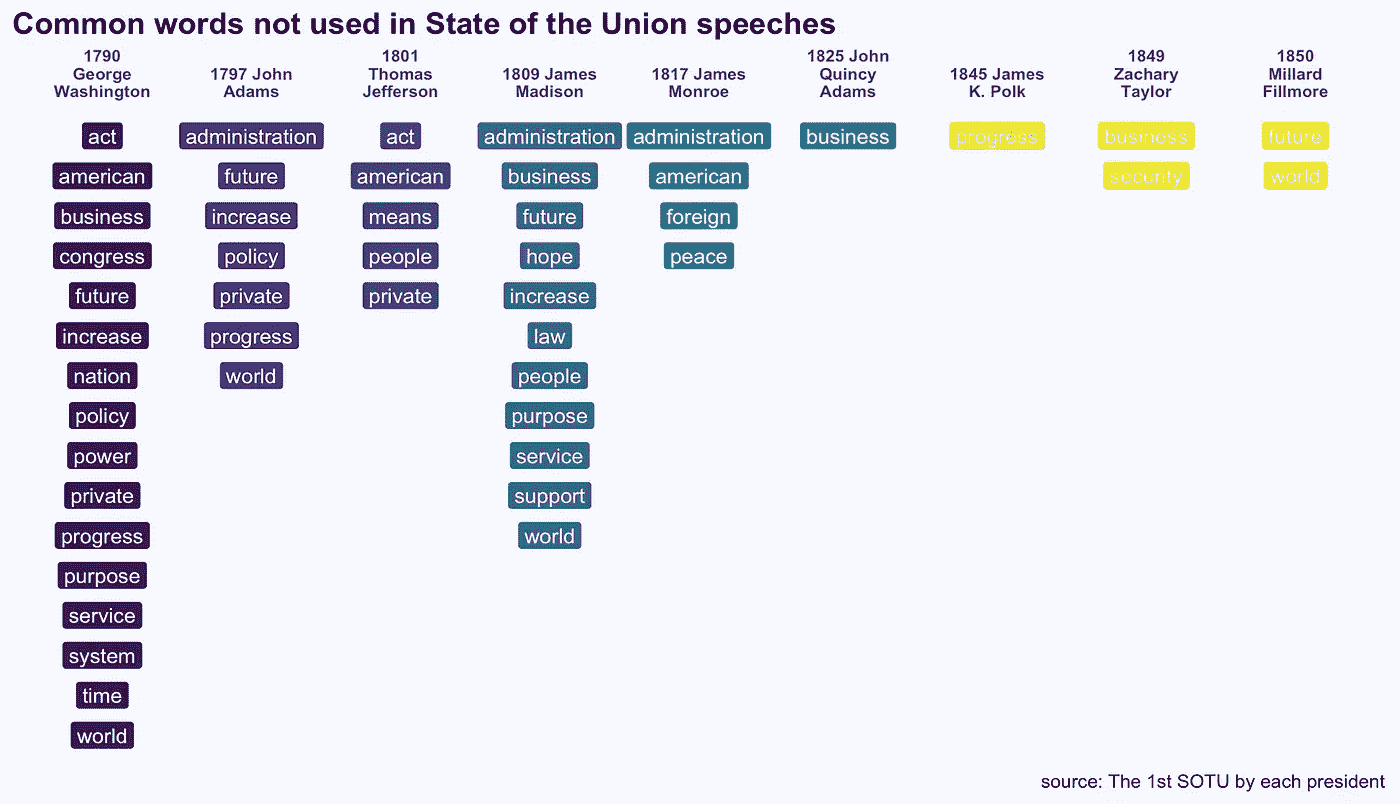 Common words not used in State of the Union speeches
1790
George
Washington
1797 John
Adams
1801
Thomas
Jefferson
1809 James
Madison
1817 James
Monroe
1825 John
Quincy
Adams
1845 James
K. Polk
1849
Zachary
Taylor
1850
Millard
Fillmore
act
american
business
congress
future
increase
nation
policy
power
private
progress
purpose
service
system
time
world
administration
future
increase
policy
private
progress
world
act
american
means
people
private
administration
business
future
hope
increase
law
people
purpose
service
support
world
administration
american
foreign
peace
business
progress
business
security
future
world
source: The 1st SOTU by each president